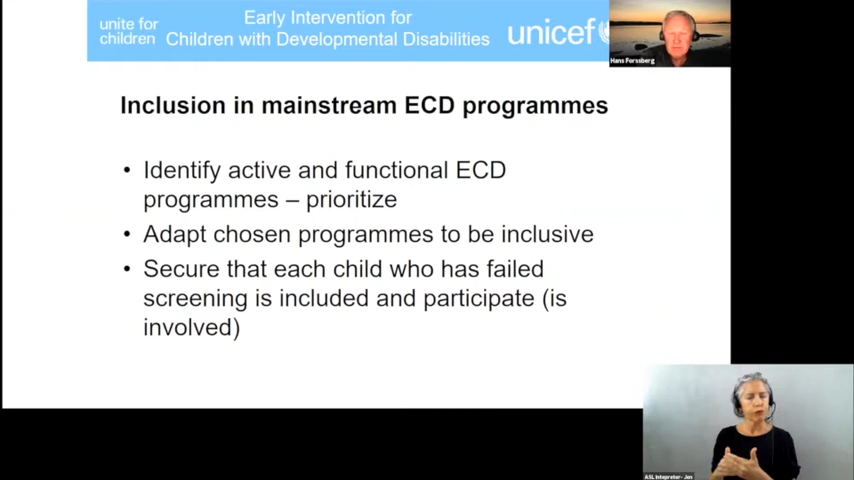 unite for
children
Early Intervention for
Children with Developmental Disabilities
unicef
Hans Forssberg
Inclusion in mainstream ECD programmes
• Identify active and functional ECD
programmes – prioritize
• Adapt chosen programmes to be inclusive
• Secure that each child who has failed
screening is included and participate (is
involved)
ASL Intepreter- Jen